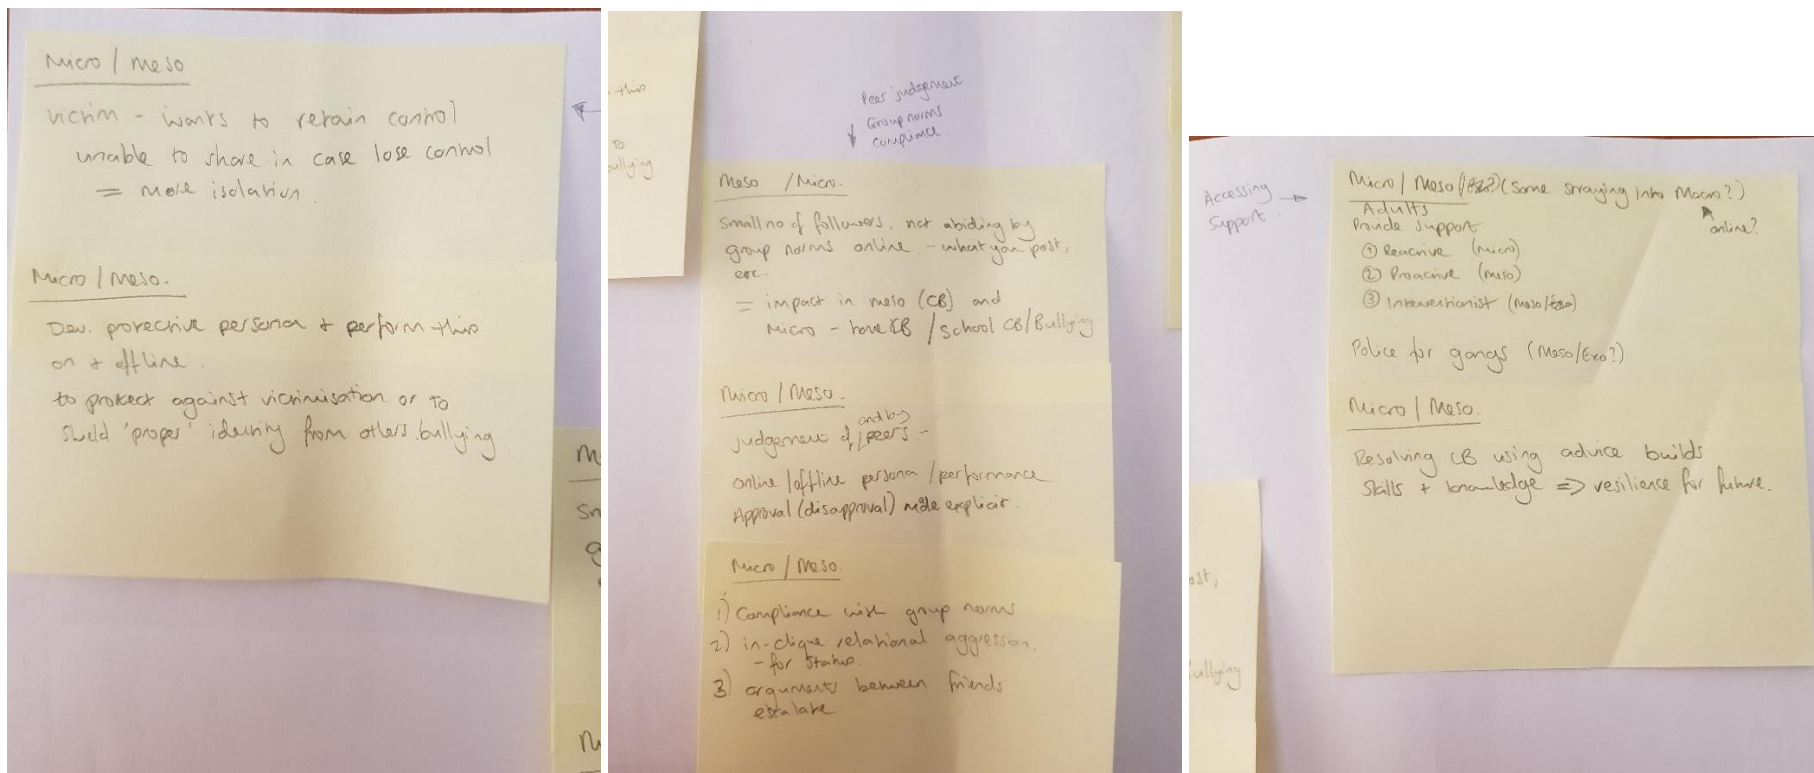 Micro / Meso
Victim - wants to retain control
unable to share in case lose control
= more isolation.
Micro / Meso.
Dev. protective persona + perform this
on + offline.
to protect against victimisation or to
shield 'proper' identity from others bullying
M
Sm
g
M
this
to
bullying
Peer judgement
↓ Group norms
compliance
Meso / Micro.
Small no of followers, not abiding by
group norms online. - what you post,
etc.
= impact in meso (CB) and
Micro - home CB / School CB/Bullying
Micro / Meso.
and by
judgement of peers -
online / offline persona / performance
Approval (disapproval) made explicit.
Micro / Meso.
1) Compliance with group norms
2) in-clique relational aggression.
- for status.
3) arguments between friends
escalate
Accessing →
Support.
Micro / Meso (/Exo?) (Some straying into Macro?)
online?
Adults
Provide support
① Reactive (micro)
② Proactive (meso)
③ Interventionist (meso/Exo)
Police for gangs (Meso/Exo?)
Micro / Meso.
Resolving CB using advice builds
skills + knowledge => resilience for future.
ost,
ullying